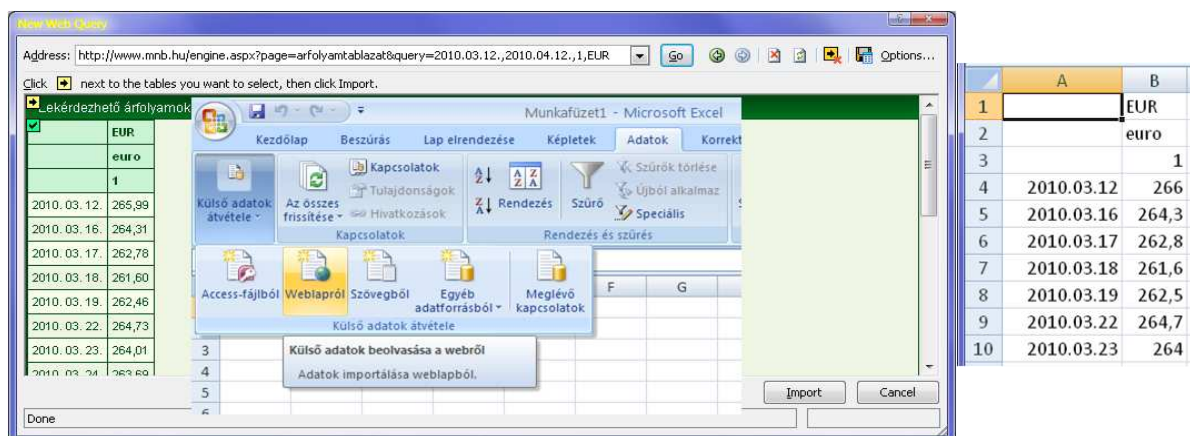 New Web Query
Address: http://www.mnb.hu/engine.aspx?page=arfolyamtablazat&query=2010.03.12.,2010.04.12.,1,EUR Go Options...
Click next to the tables you want to select, then click Import.
Lekérdezhető árfolyamok
EUR
euro
1
2010. 03. 12. 265,99
2010. 03. 16. 264,31
2010. 03. 17. 262,78
2010. 03. 18. 261,60
2010. 03. 19. 262,46
2010. 03. 22. 264,73
2010. 03. 23. 264,01
2010. 03. 24. 263,69
Munkafüzet1 - Microsoft Excel
Kezdőlap Beszúrás Lap elrendezése Képletek Adatok
Külső adatok átvétele
Az összes frissítése
Kapcsolatok
Tulajdonságok
Hivatkozások
Kapcsolatok
Rendezés
Szűrő
Szűrők törlése
Újból alkalmaz
Speciális
Rendezés és szűrés
Access-fájlból Weblapról Szövegből Egyéb adatforrásból Meglévő kapcsolatok
Külső adatok átvétele
F G
Külső adatok beolvasása a webről
Adatok importálása weblapból.
3
4
5
6
Import Cancel
Done
A B
1 EUR
2 euro
3 1
4 2010.03.12 266
5 2010.03.16 264,3
6 2010.03.17 262,8
7 2010.03.18 261,6
8 2010.03.19 262,5
9 2010.03.22 264,7
10 2010.03.23 264